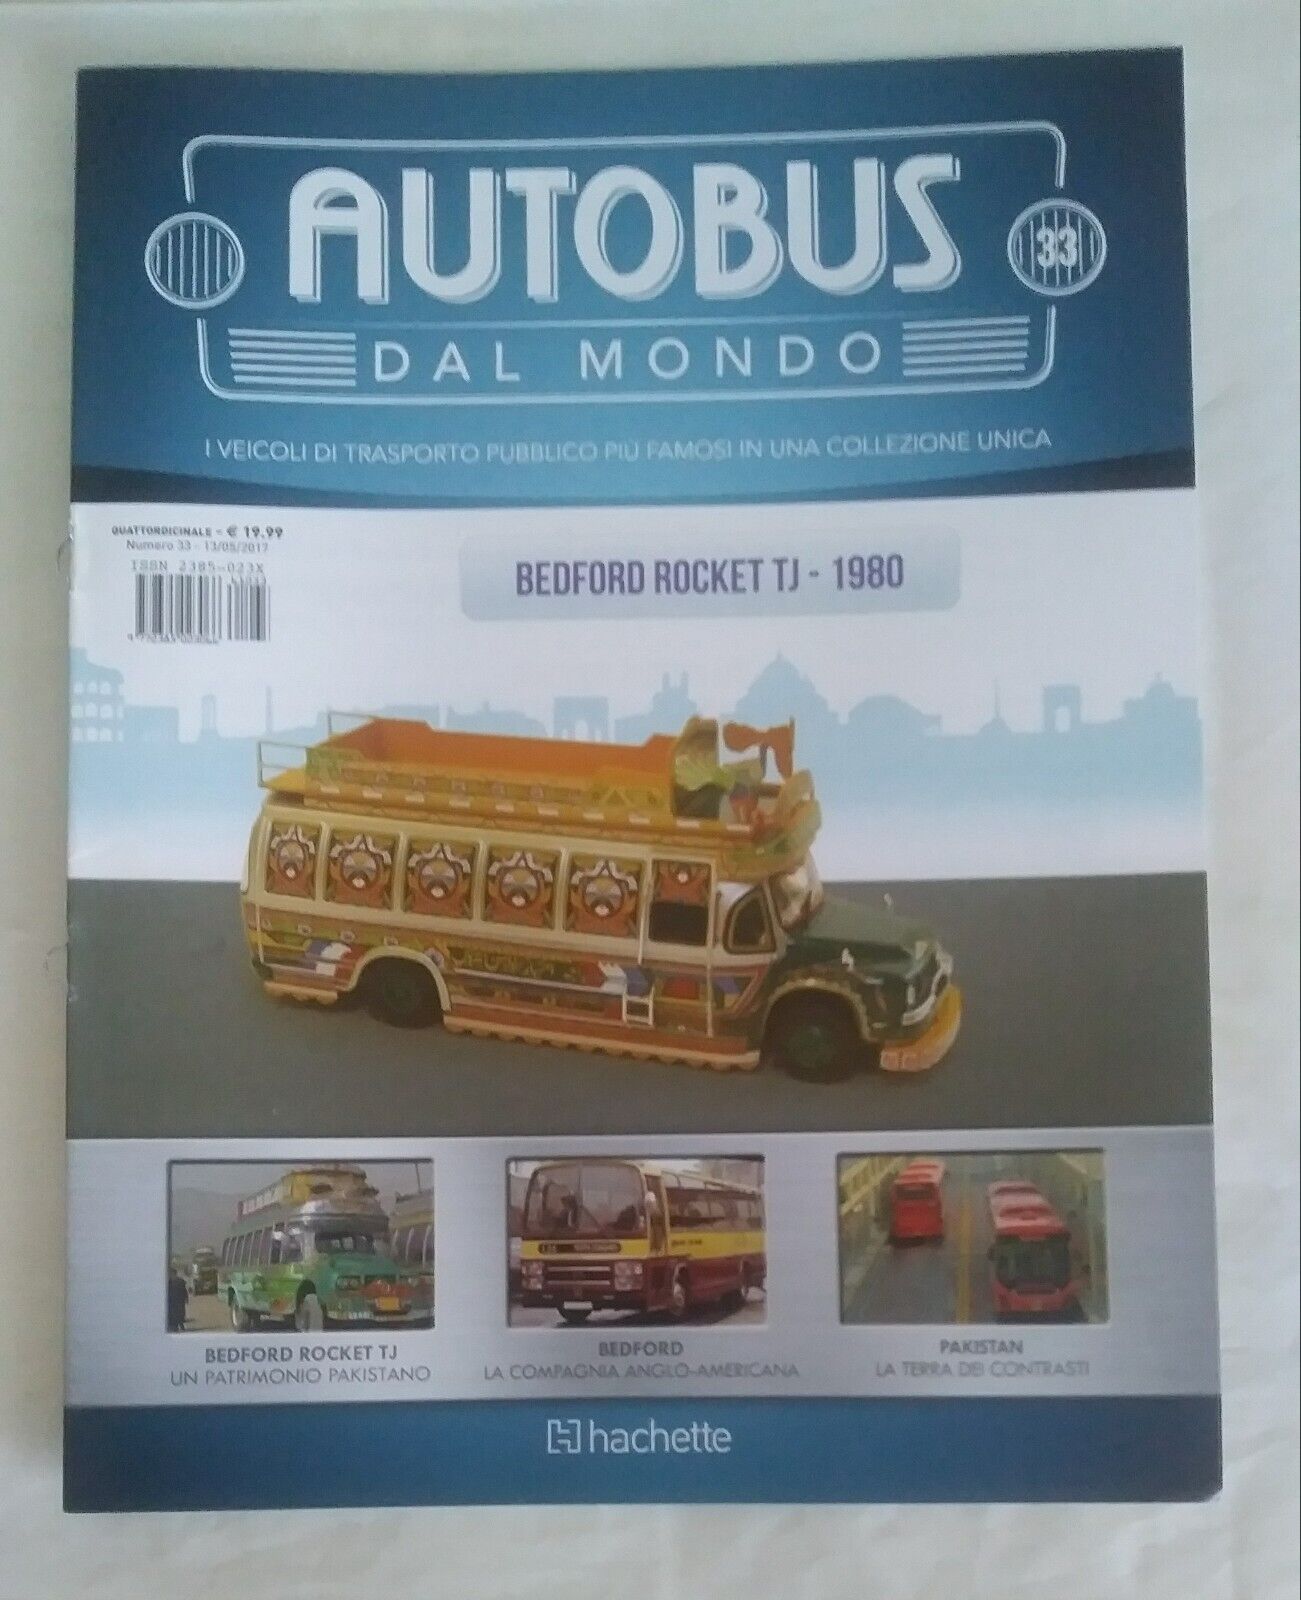 AUTOBUS
33
DAL MONDO
I VEICOLI DI TRASPORTO PUBBLICO PIÙ FAMOSI IN UNA COLLEZIONE UNICA
QUATTORDICINALE - € 19.99
Numero 33 - 13/05/2017
ISSN 2385-023X
BEDFORD ROCKET TJ - 1980
BEDFORD ROCKET TJ
UN PATRIMONIO PAKISTANO
BEDFORD
LA COMPAGNIA ANGLO-AMERICANA
PAKISTAN
LA TERRA DEI CONTRASTI
hachette